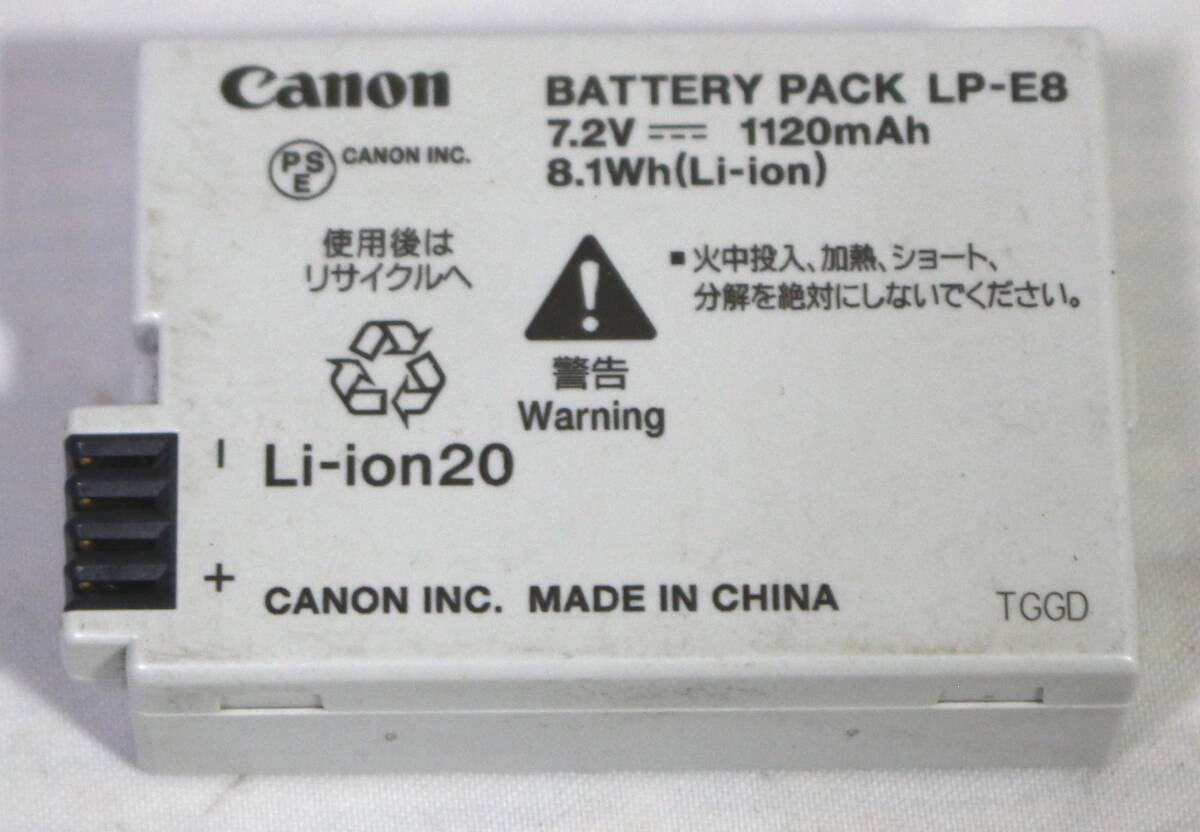 Canon
BATTERY PACK LP-E8
7.2V ⎓ 1120mAh
8.1Wh(Li-ion)
PSE CANON INC.
使用後は
リサイクルへ
■火中投入、加熱、ショート、
分解を絶対にしないでください。
警告
Warning
Li-ion20
−
+
CANON INC. MADE IN CHINA
TGGD